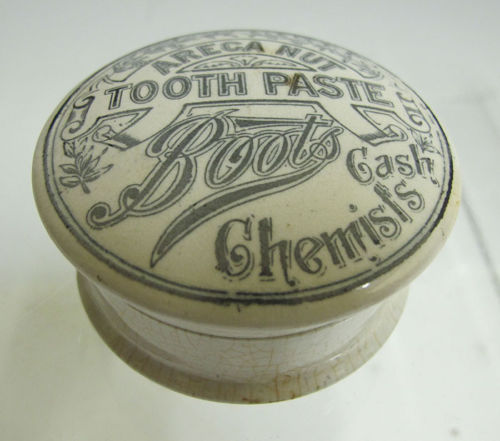 ARECA NUT
TOOTH PASTE
Boots
Cash
Chemists